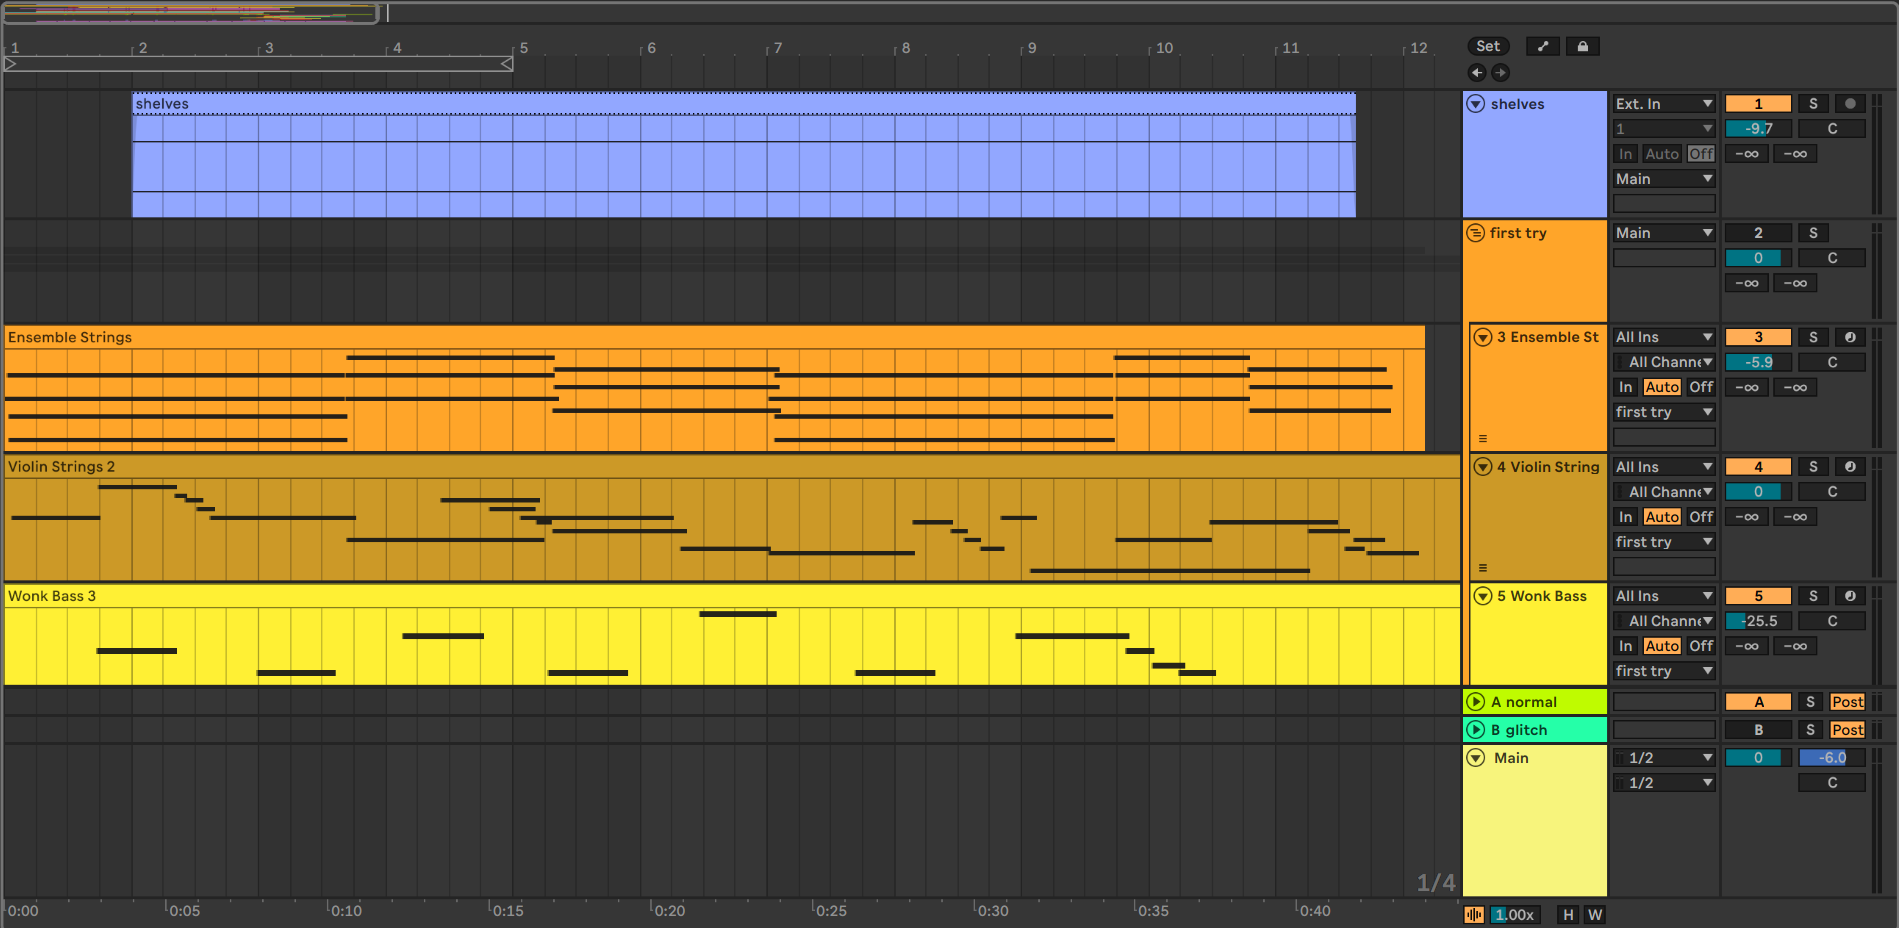 1 2 3 4 5 6 7 8 9 10 11 12 Set
shelves shelves Ext. In 1 S
1 -9.7 C
In Auto Off -∞ -∞
Main
first try Main 2 S
0 C
-∞ -∞
Ensemble Strings 3 Ensemble St All Ins 3 S
All Channe -5.9 C
In Auto Off -∞ -∞
first try
Violin Strings 2 4 Violin String All Ins 4 S
All Channe 0 C
In Auto Off -∞ -∞
first try
Wonk Bass 3 5 Wonk Bass All Ins 5 S
All Channe -25.5 C
In Auto Off -∞ -∞
first try
A normal A S Post
B glitch B S Post
Main 1/2 0 -6.0
1/2 C
1/4
0:00 0:05 0:10 0:15 0:20 0:25 0:30 0:35 0:40 1.00x H W